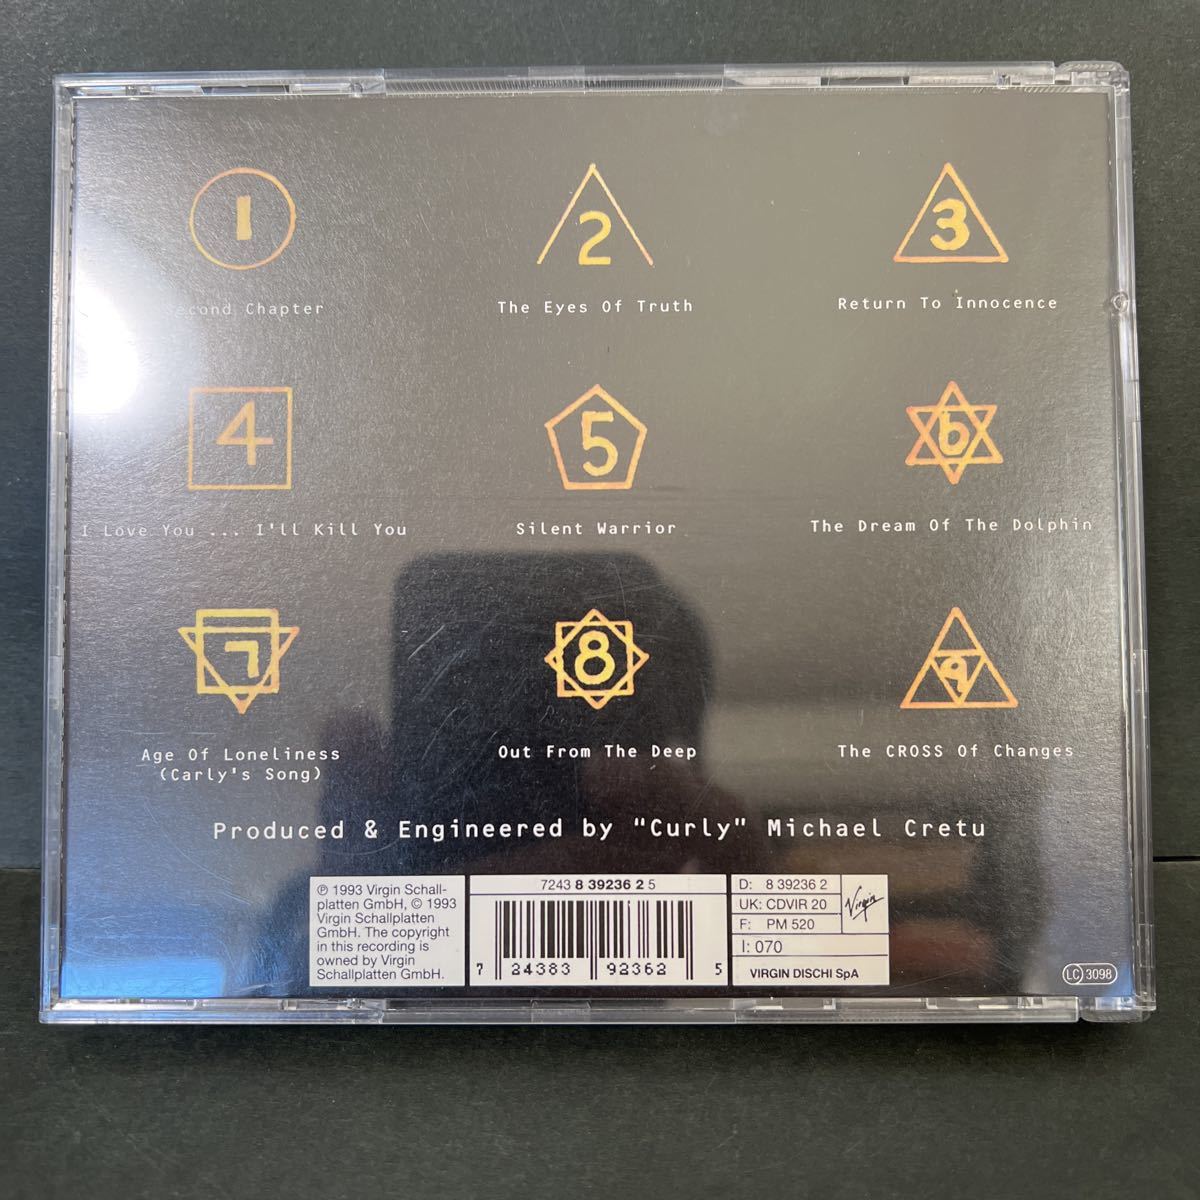 1
2
3
Second Chapter
The Eyes Of Truth
Return To Innocence
4
5
6
I Love You ... I'll Kill You
Silent Warrior
The Dream Of The Dolphin
7
8
9
Age Of Loneliness
(Carly's Song)
Out From The Deep
The CROSS Of Changes
Produced & Engineered by "Curly" Michael Cretu
℗ 1993 Virgin Schall-
platten GmbH, © 1993
Virgin Schallplatten
GmbH. The copyright
in this recording is
owned by Virgin
Schallplatten GmbH.
7243 8 39236 2 5
7 24383 92362 5
D: 8 39236 2
UK: CDVIR 20
F: PM 520
Virgin
I: 070
VIRGIN DISCHI SpA
LC 3098